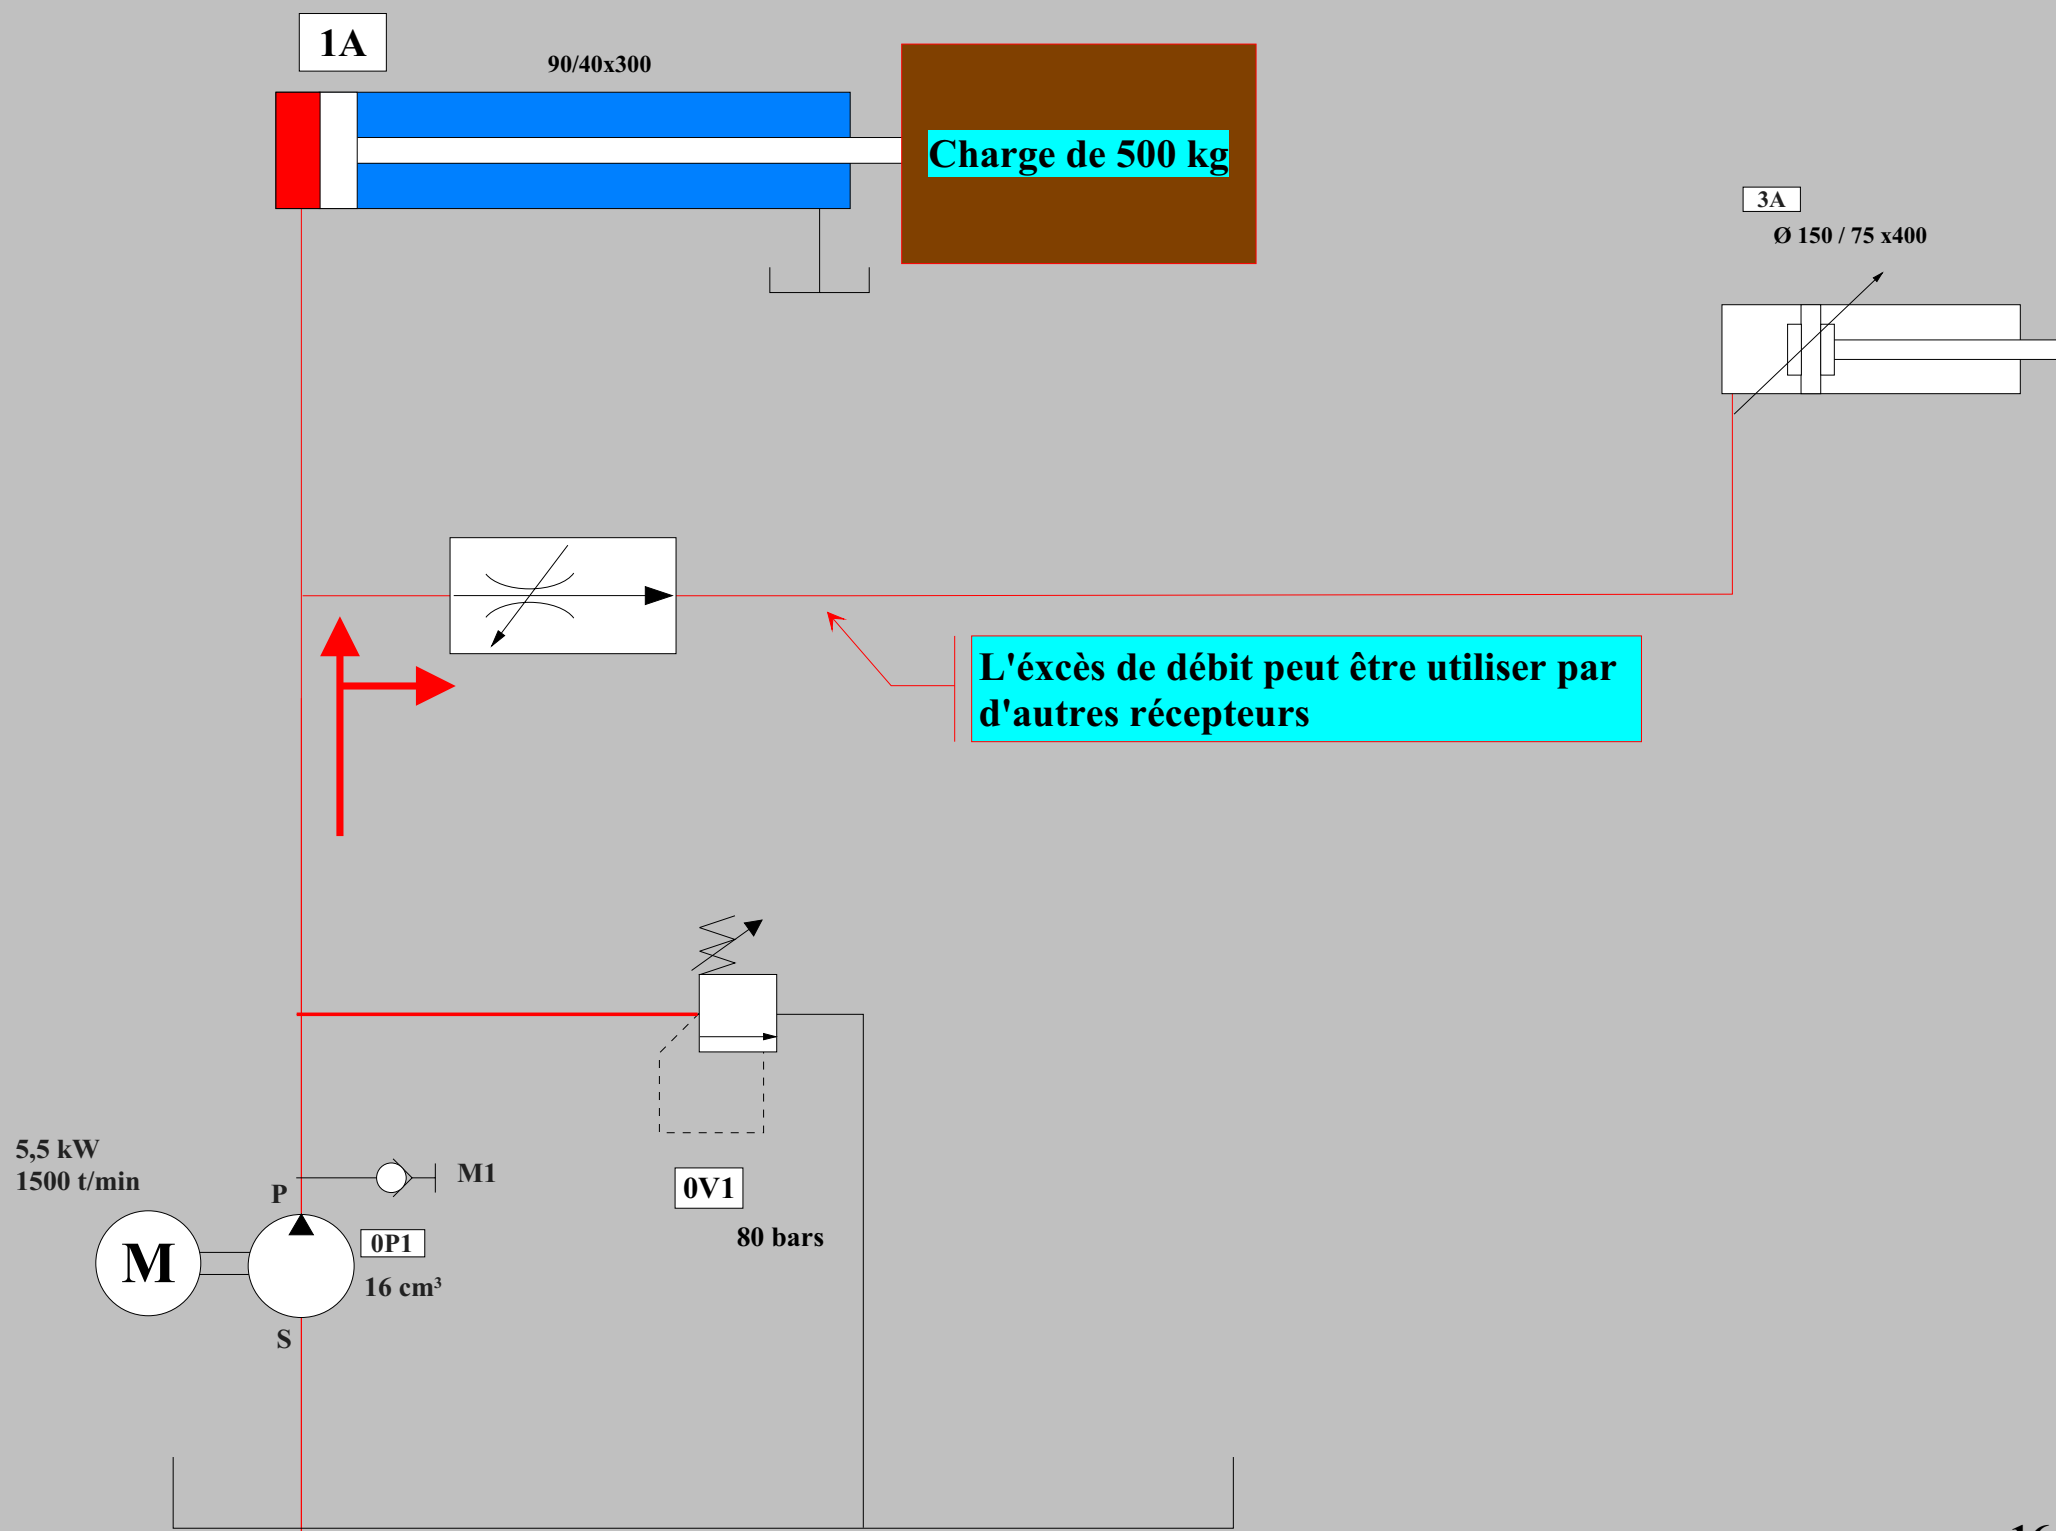 1A
90/40x300
Charge de 500 kg
3A
Ø 150 / 75 x400
L'éxcès de débit peut être utiliser par
d'autres récepteurs
5,5 kW
1500 t/min
P
M1
0V1
80 bars
M
0P1
16 cm³
S